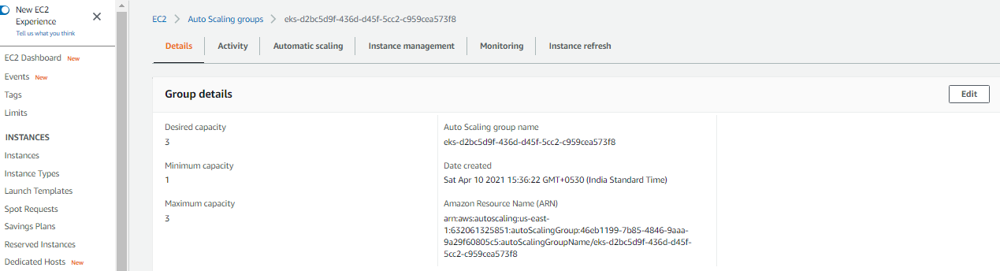 New EC2
Experience
Tell us what you think
EC2 Dashboard New
Events New
Tags
Limits
INSTANCES
Instances
Instance Types
Launch Templates
Spot Requests
Savings Plans
Reserved Instances
Dedicated Hosts New
EC2 > Auto Scaling groups > eks-d2bc5d9f-436d-d45f-5cc2-c959cea573f8
Details Activity Automatic scaling Instance management Monitoring Instance refresh
Group details Edit
Desired capacity
3
Minimum capacity
1
Maximum capacity
3
Auto Scaling group name
eks-d2bc5d9f-436d-d45f-5cc2-c959cea573f8
Date created
Sat Apr 10 2021 15:36:22 GMT+0530 (India Standard Time)
Amazon Resource Name (ARN)
arn:aws:autoscaling:us-east-
1:632061325851:autoScalingGroup:46eb1199-7b85-4846-9aaa-
9a29f60805c5:autoScalingGroupName/eks-d2bc5d9f-436d-d45f-
5cc2-c959cea573f8